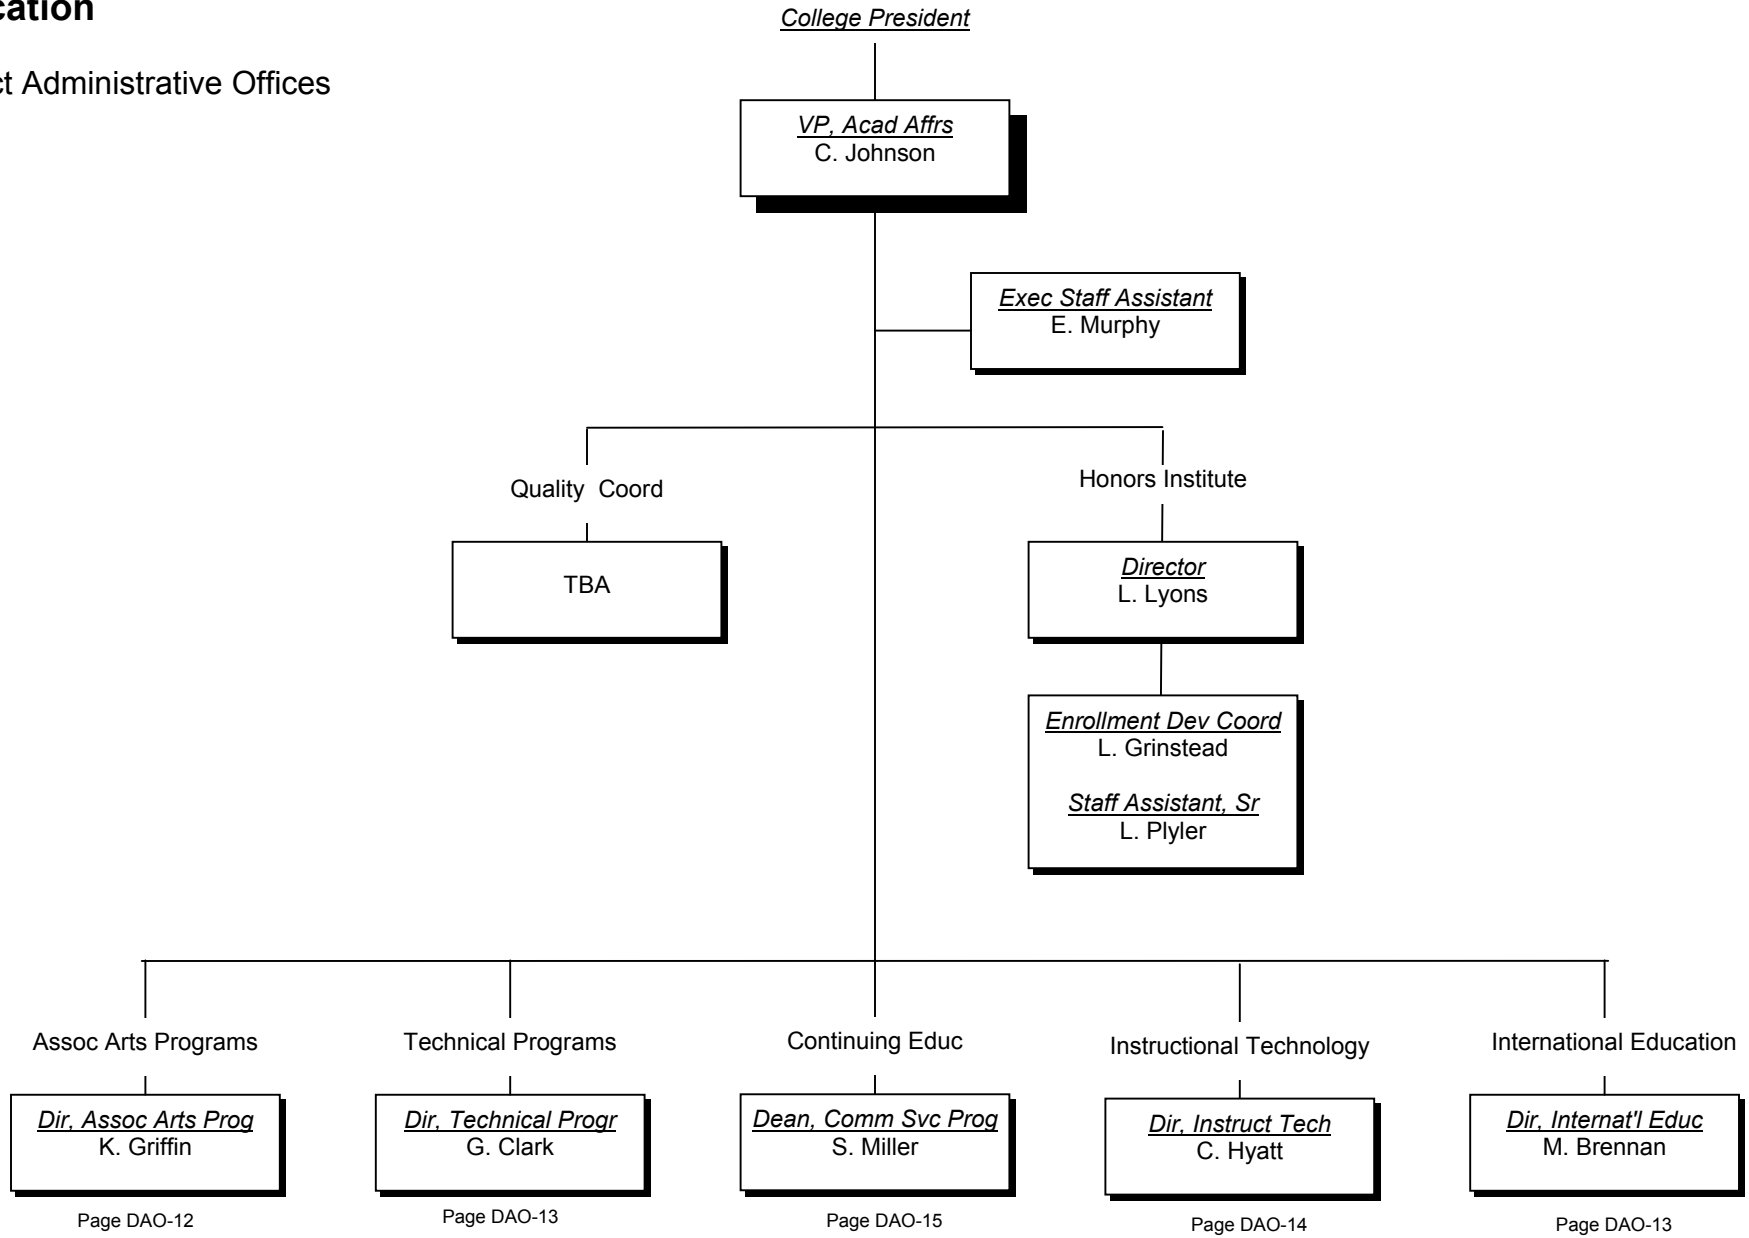 cation
College President
ct Administrative Offices
VP, Acad Affrs
C. Johnson
Exec Staff Assistant
E. Murphy
Quality  Coord
Honors Institute
TBA
Director
L. Lyons
Enrollment Dev Coord
L. Grinstead
Staff Assistant, Sr
L. Plyler
Assoc Arts Programs
Technical Programs
Continuing Educ
Instructional Technology
International Education
Dir, Assoc Arts Prog
K. Griffin
Dir, Technical Progr
G. Clark
Dean, Comm Svc Prog
S. Miller
Dir, Instruct Tech
C. Hyatt
Dir, Internat'l Educ
M. Brennan
Page DAO-12
Page DAO-13
Page DAO-15
Page DAO-14
Page DAO-13